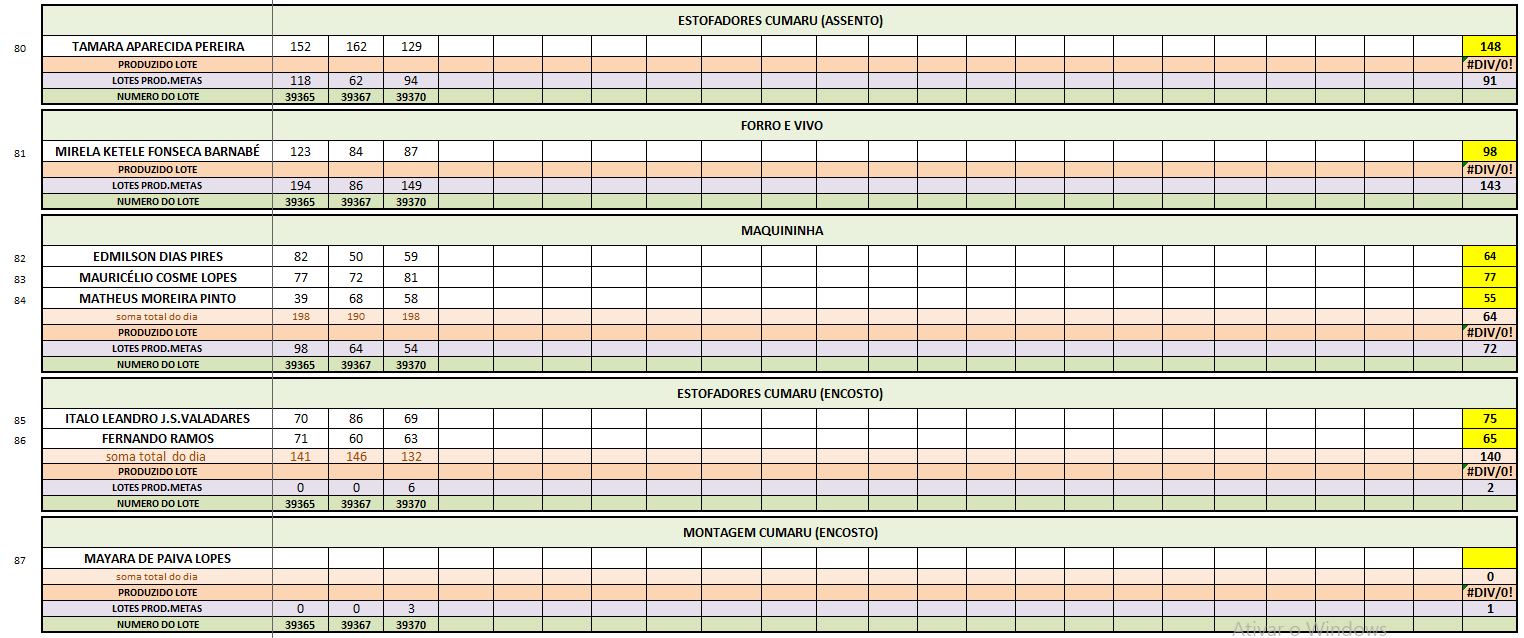 ESTOFADORES CUMARU (ASSENTO)
80 TAMARA APARECIDA PEREIRA 152 162 129 148
PRODUZIDO LOTE #DIV/0!
LOTES PROD.METAS 118 62 94 91
NUMERO DO LOTE 39365 39367 39370
FORRO E VIVO
81 MIRELA KETELE FONSECA BARNABÉ 123 84 87 98
PRODUZIDO LOTE #DIV/0!
LOTES PROD.METAS 194 86 149 143
NUMERO DO LOTE 39365 39367 39370
MAQUININHA
82 EDMILSON DIAS PIRES 82 50 59 64
83 MAURICÉLIO COSME LOPES 77 72 81 77
84 MATHEUS MOREIRA PINTO 39 68 58 55
soma total do dia 198 190 198 64
PRODUZIDO LOTE #DIV/0!
LOTES PROD.METAS 98 64 54 72
NUMERO DO LOTE 39365 39367 39370
ESTOFADORES CUMARU (ENCOSTO)
85 ITALO LEANDRO J.S.VALADARES 70 86 69 75
86 FERNANDO RAMOS 71 60 63 65
soma total do dia 141 146 132 140
PRODUZIDO LOTE #DIV/0!
LOTES PROD.METAS 0 0 6 2
NUMERO DO LOTE 39365 39367 39370
MONTAGEM CUMARU (ENCOSTO)
87 MAYARA DE PAIVA LOPES
soma total do dia 0
PRODUZIDO LOTE #DIV/0!
LOTES PROD.METAS 0 0 3 1
NUMERO DO LOTE 39365 39367 39370
Ativar o Windows